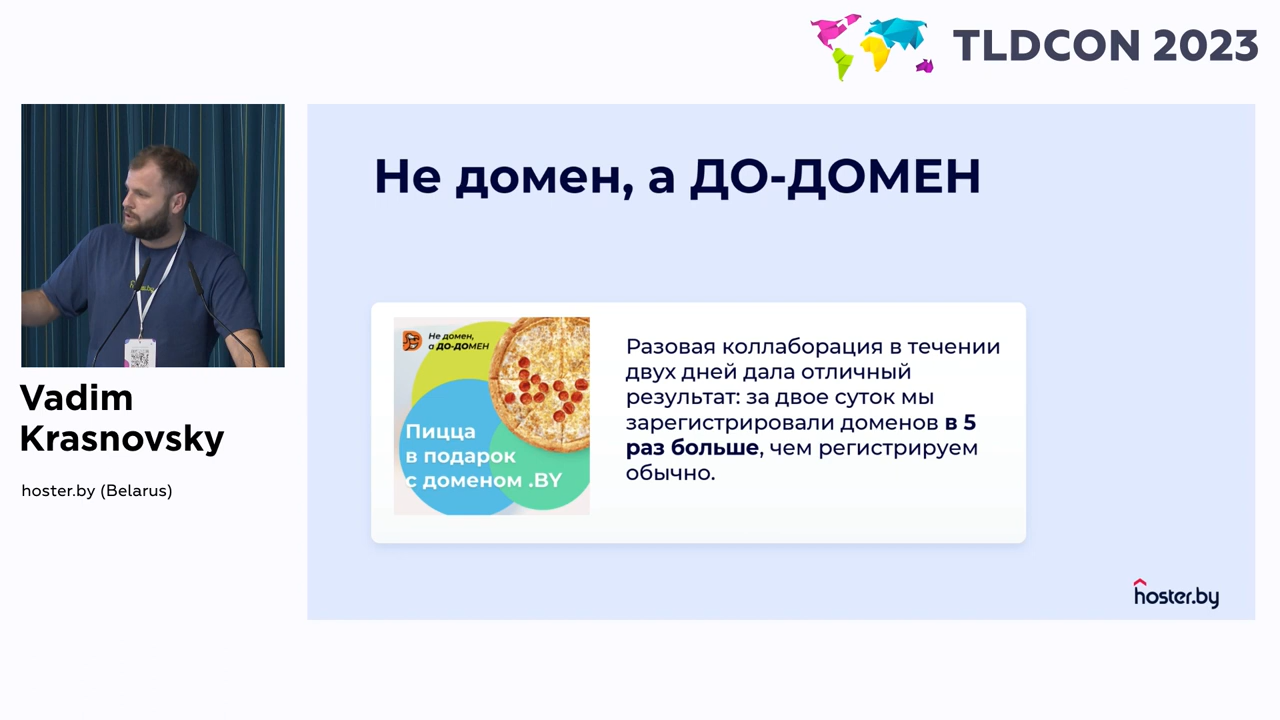 TLDCON 2023
Не домен, а ДО-ДОМЕН
Не домен,
а ДО-ДОМЕН
by
Пицца
в подарок
с доменом .BY
Разовая коллаборация в течении
двух дней дала отличный
результат: за двое суток мы
зарегистрировали доменов в 5
раз больше, чем регистрируем
обычно.
hoster.by
Vadim
Krasnovsky
hoster.by (Belarus)